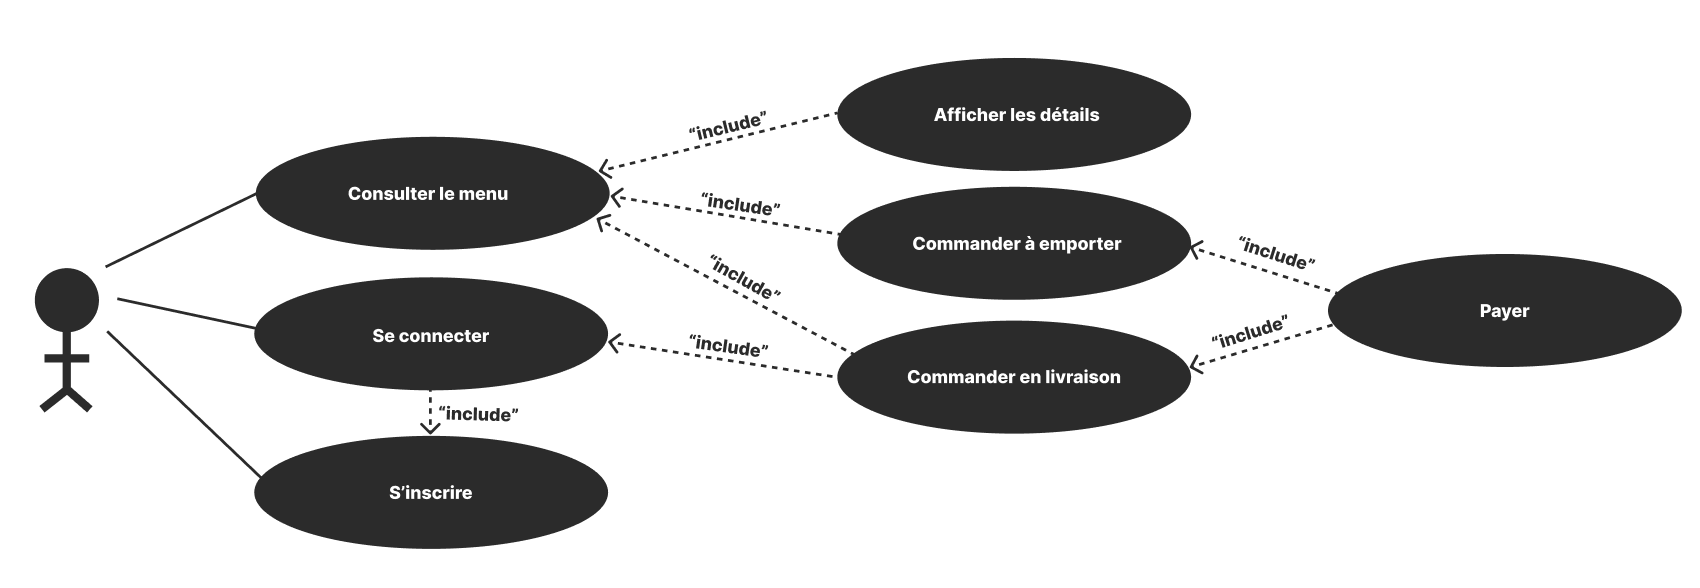 Afficher les détails
“include”
Consulter le menu
“include”
Commander à emporter
“include”
“include”
Payer
Se connecter
“include”
Commander en livraison
“include”
“include”
S’inscrire